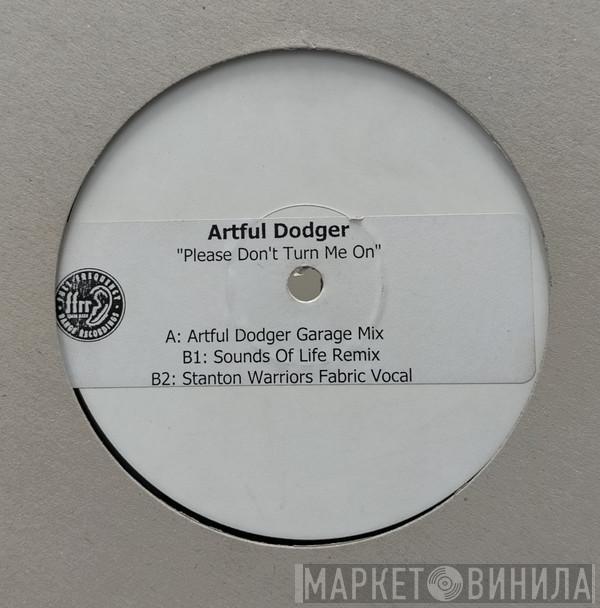 Artful Dodger
"Please Don't Turn Me On"
ffrr
A: Artful Dodger Garage Mix
B1: Sounds Of Life Remix
B2: Stanton Warriors Fabric Vocal
МАРКЕТ ВИНИЛА